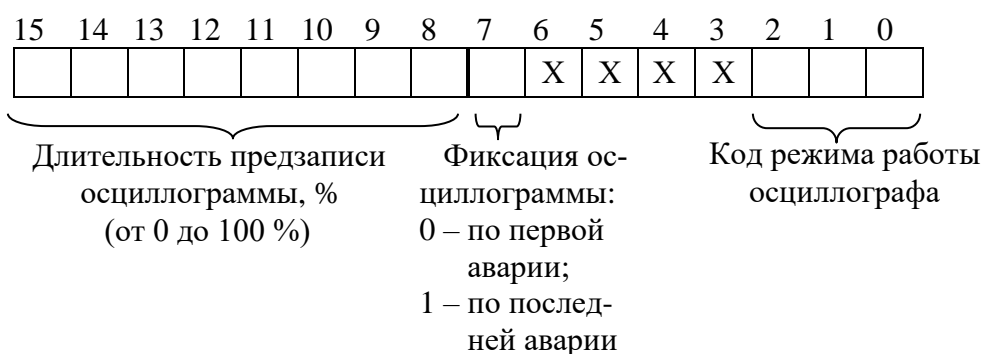 15 14 13 12 11 10 9 8 7 6 5 4 3 2 1 0
X X X X
Длительность предзаписи
осциллограммы, %
(от 0 до 100 %)
Фиксация ос-
циллограммы:
0 – по первой
аварии;
1 – по послед-
ней аварии
Код режима работы
осциллографа